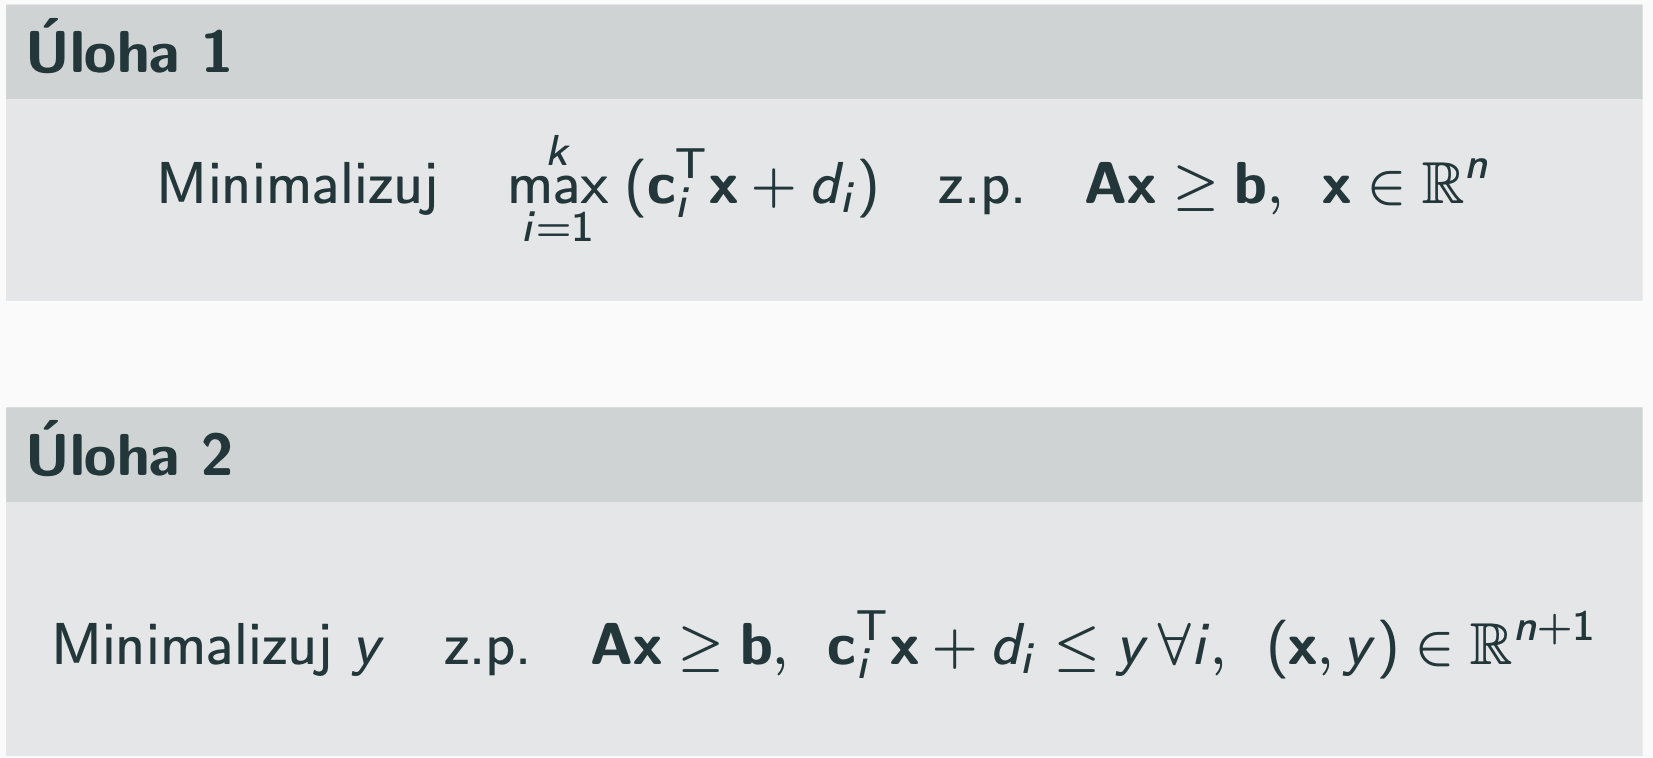 Úloha 1
Minimalizuj $\max_{i=1}^{k} (\mathbf{c}_i^\mathsf{T}\mathbf{x} + d_i)$ z.p. $\mathbf{A}\mathbf{x} \geq \mathbf{b}, \; \mathbf{x} \in \mathbb{R}^n$
Úloha 2
Minimalizuj $y$ z.p. $\mathbf{A}\mathbf{x} \geq \mathbf{b}, \; \mathbf{c}_i^\mathsf{T}\mathbf{x} + d_i \leq y \, \forall i, \; (\mathbf{x}, y) \in \mathbb{R}^{n+1}$